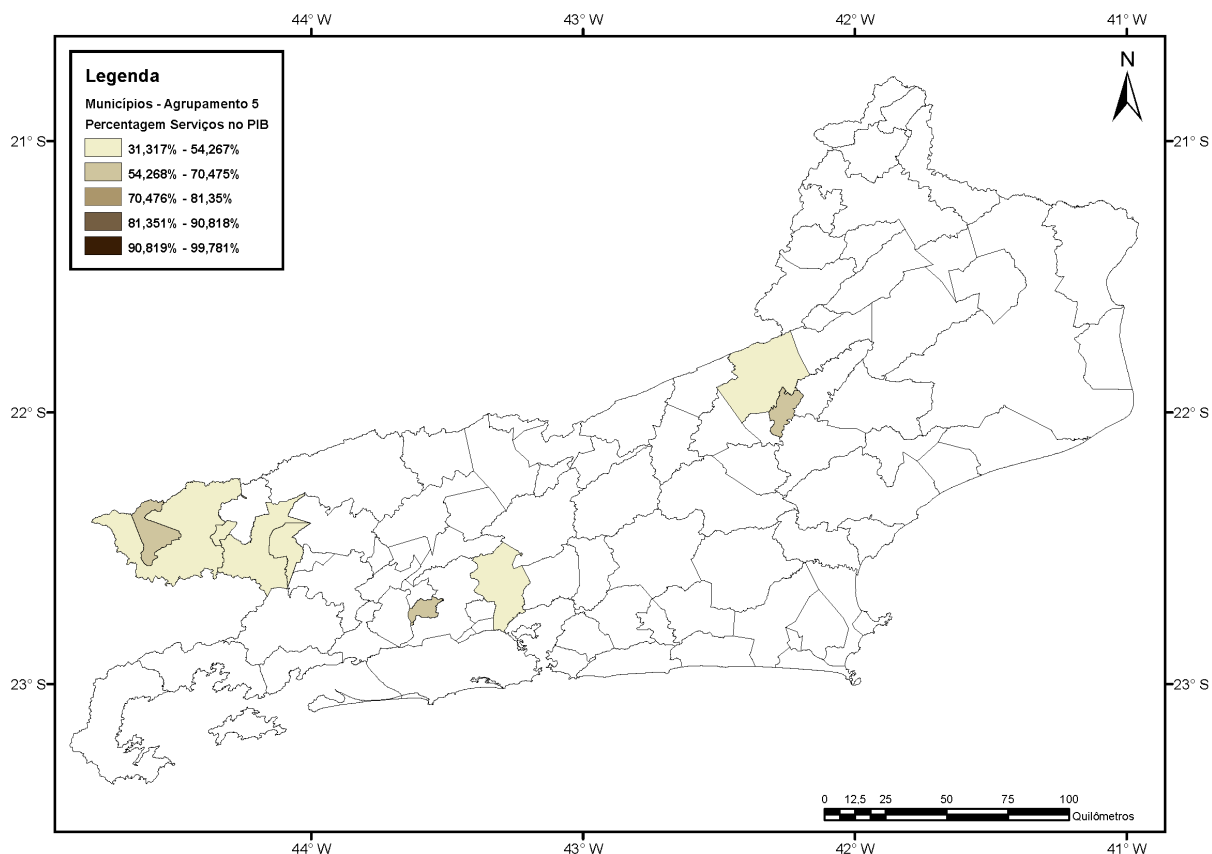 44° W 43° W 42° W 41° W
N
Legenda
Municípios - Agrupamento 5
Percentagem Serviços no PIB
31,317% - 54,267%
54,268% - 70,475%
70,476% - 81,35%
81,351% - 90,818%
90,819% - 99,781%
21° S 21° S
22° S 22° S
23° S 23° S
0 12,5 25 50 75 100
Quilômetros
44° W 43° W 42° W 41° W